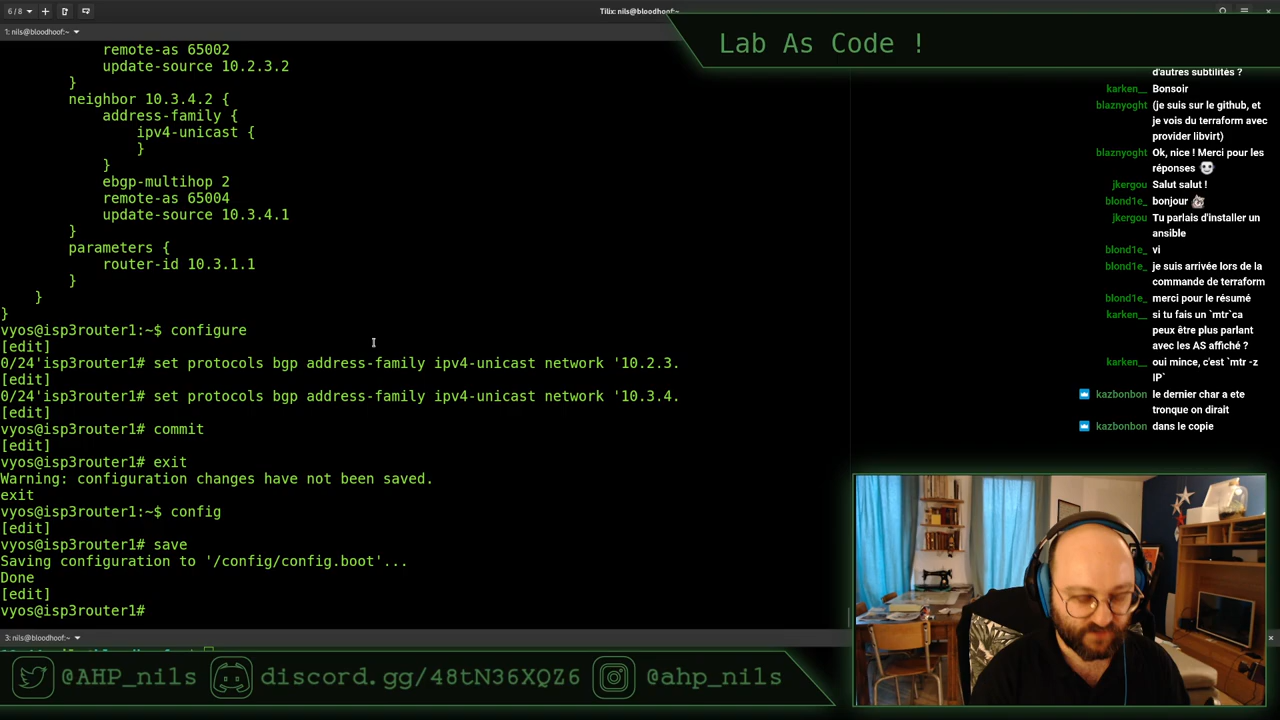 6 / 8
Tilix: nils@bloodhoof:~
1: nils@bloodhoof:~
Lab As Code !
remote-as 65002
update-source 10.2.3.2
}
neighbor 10.3.4.2 {
address-family {
ipv4-unicast {
}
}
ebgp-multihop 2
remote-as 65004
update-source 10.3.4.1
}
parameters {
router-id 10.3.1.1
}
}
}
vyos@isp3router1:~$ configure
[edit]
0/24'isp3router1# set protocols bgp address-family ipv4-unicast network '10.2.3.
[edit]
0/24'isp3router1# set protocols bgp address-family ipv4-unicast network '10.3.4.
[edit]
vyos@isp3router1# commit
[edit]
vyos@isp3router1# exit
Warning: configuration changes have not been saved.
exit
vyos@isp3router1:~$ config
[edit]
vyos@isp3router1# save
Saving configuration to '/config/config.boot'...
Done
[edit]
vyos@isp3router1#
3: nils@bloodhoof:~
d'autres subtilités ?
karken__ Bonsoir
blaznyoght (je suis sur le github, et
je vois du terraform avec
provider libvirt)
blaznyoght Ok, nice ! Merci pour les
réponses
jkergou Salut salut !
blond1e_ bonjour
jkergou Tu parlais d'installer un
ansible
blond1e_ vi
blond1e_ je suis arrivée lors de la
commande de terraform
blond1e_ merci pour le résumé
karken__ si tu fais un `mtr`ca
peux être plus parlant
avec les AS affiché ?
karken__ oui mince, c'est `mtr -z
IP`
kazbonbon le dernier char a ete
tronque on dirait
kazbonbon dans le copie
@AHP_nils discord.gg/48tN36XQZ6 @ahp_nils